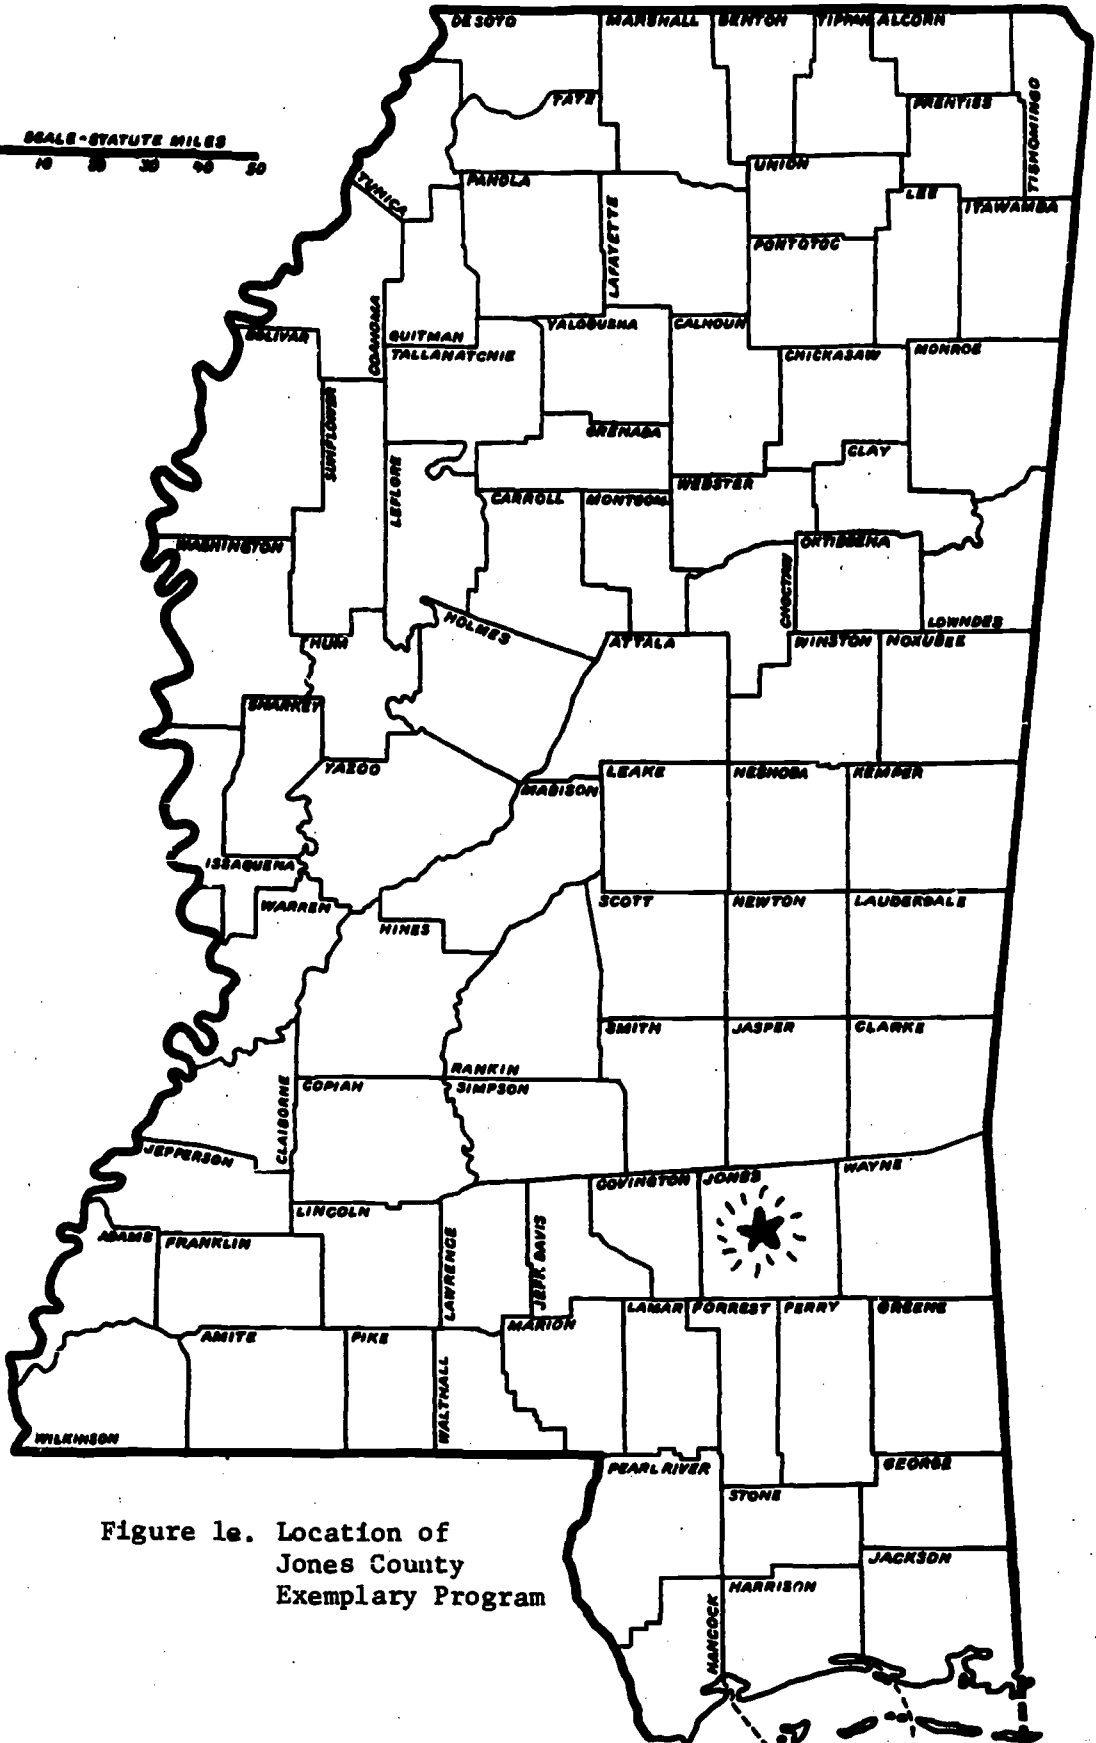 DE SOTO
MARSHALL
BENTON
TIPPAH
ALCORN
TATE
PRENTISS
TISHOMINGO
SCALE-STATUTE MILES
10 20 30 40 50
UNION
TUNICA
PANOLA
LAFAYETTE
LEE
ITAWAMBA
PONTOTOC
COAHOMA
BOLIVAR
QUITMAN
YALOBUSHA
CALHOUN
TALLAHATCHIE
CHICKASAW
MONROE
SUNFLOWER
GRENADA
CLAY
LEFLORE
CARROLL
MONTGOM.
WEBSTER
WASHINGTON
OKTIBBEHA
CHOCTAW
LOWNDES
HUM
HOLMES
ATTALA
WINSTON
NOXUBEE
SHARKEY
YAZOO
LEAKE
NESHOBA
KEMPER
MADISON
ISSAQUENA
WARREN
HINES
SCOTT
NEWTON
LAUDERDALE
SMITH
JASPER
CLARKE
RANKIN
COPIAH
SIMPSON
CLAIBORNE
JEFFERSON
COVINGTON
JONES
WAYNE
LINCOLN
ADAMS
FRANKLIN
LAWRENCE
JEFF. DAVIS
LAMAR
FORREST
PERRY
GREENE
AMITE
PIKE
MARION
WALTHALL
WILKINSON
PEARL RIVER
GEORGE
STONE
JACKSON
HARRISON
HANCOCK
Figure 1e. Location of
Jones County
Exemplary Program